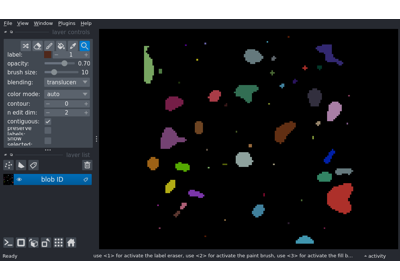 File View Window Plugins Help
layer controls
label: 1
opacity: 0.70
brush size: 10
blending: translucen
color mode: auto
contour: 0
n edit dim: 2
contiguous:
preserve labels:
show selected:
layer list
blob ID
Ready
use <1> for activate the label eraser, use <2> for activate the paint brush, use <3> for activate the fill b...
activity